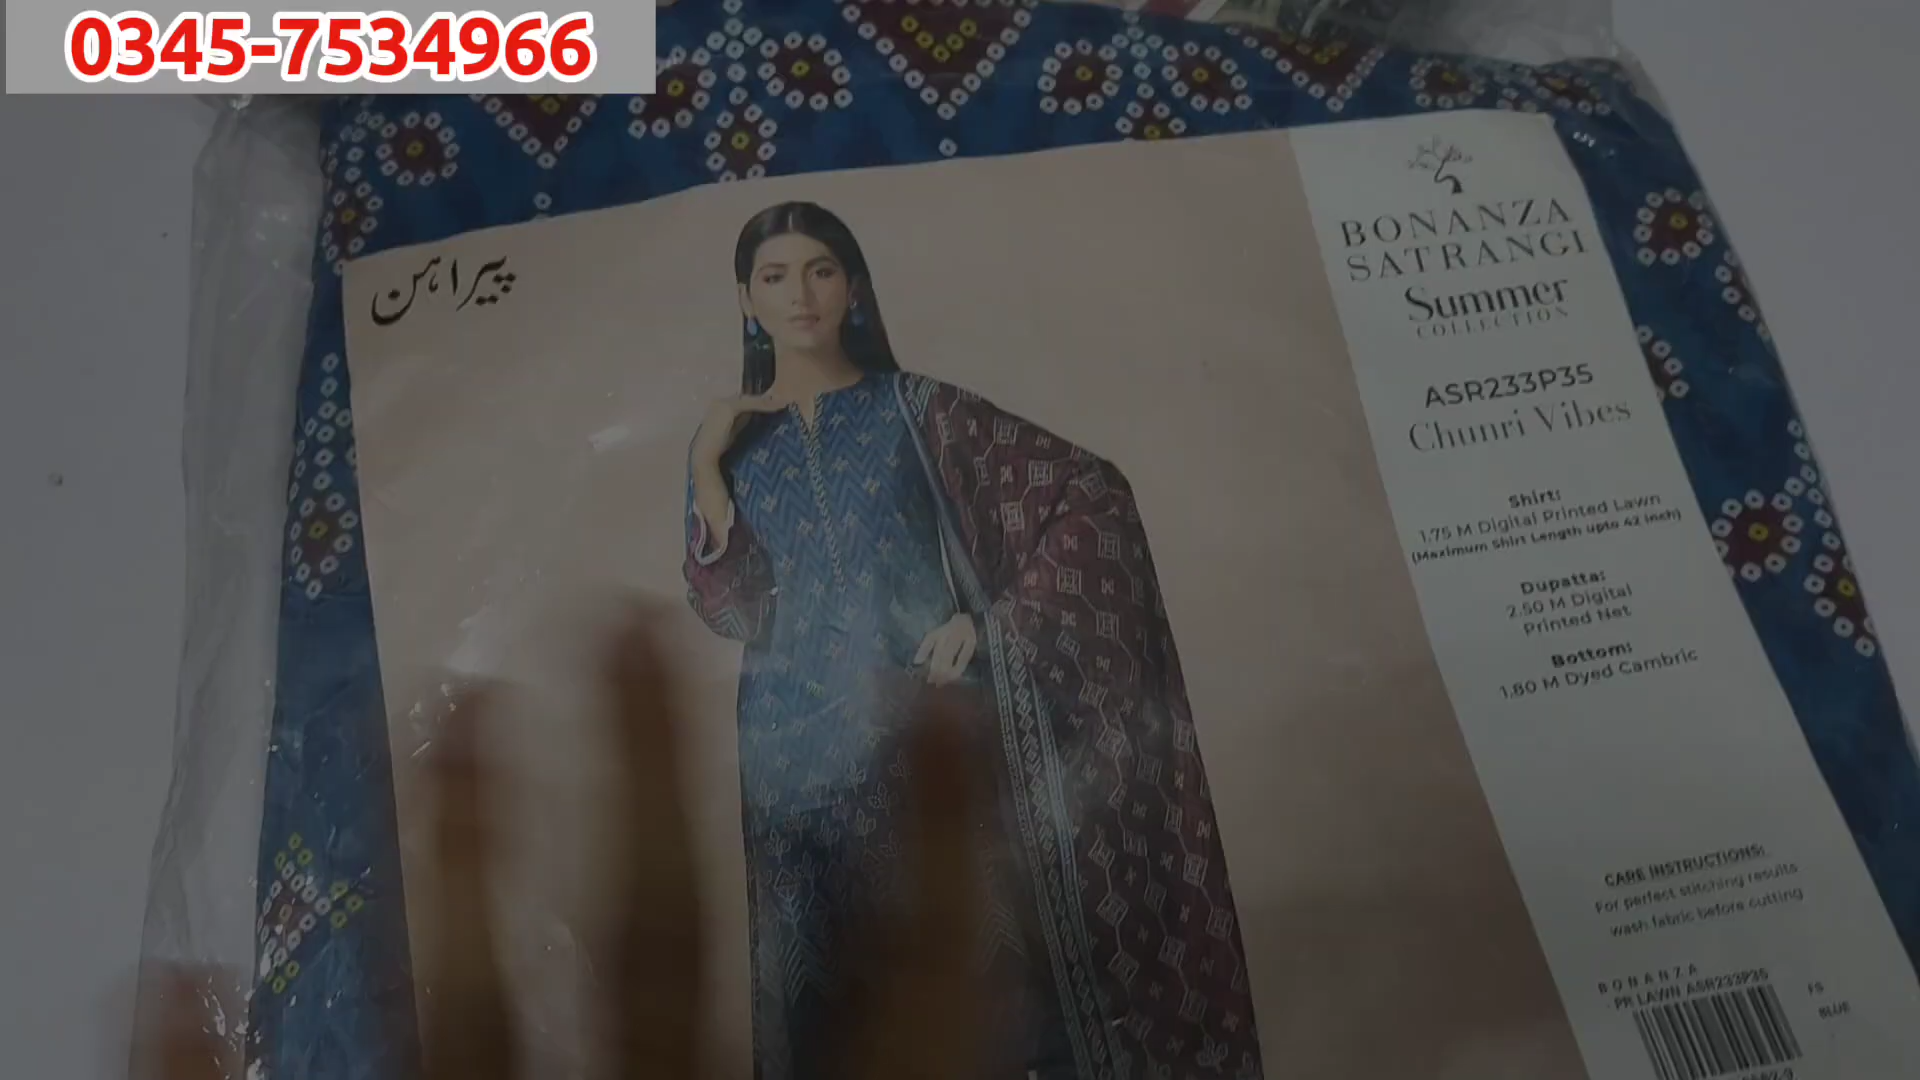 0345-7534966
پیراہن
BONANZA
SATRANGI
Summer
COLLECTION
ASR233P35
Chunri Vibes
Shirt:
1.75 M Digital Printed Lawn
(Maximum Shirt Length upto 42 inch)
Dupatta:
2.50 M Digital
Printed Net
Bottom:
1.80 M Dyed Cambric
CARE INSTRUCTIONS:
For perfect stitching results
wash fabric before cutting
BONANZA
PR LAWN ASR233P35
FS
BLUE